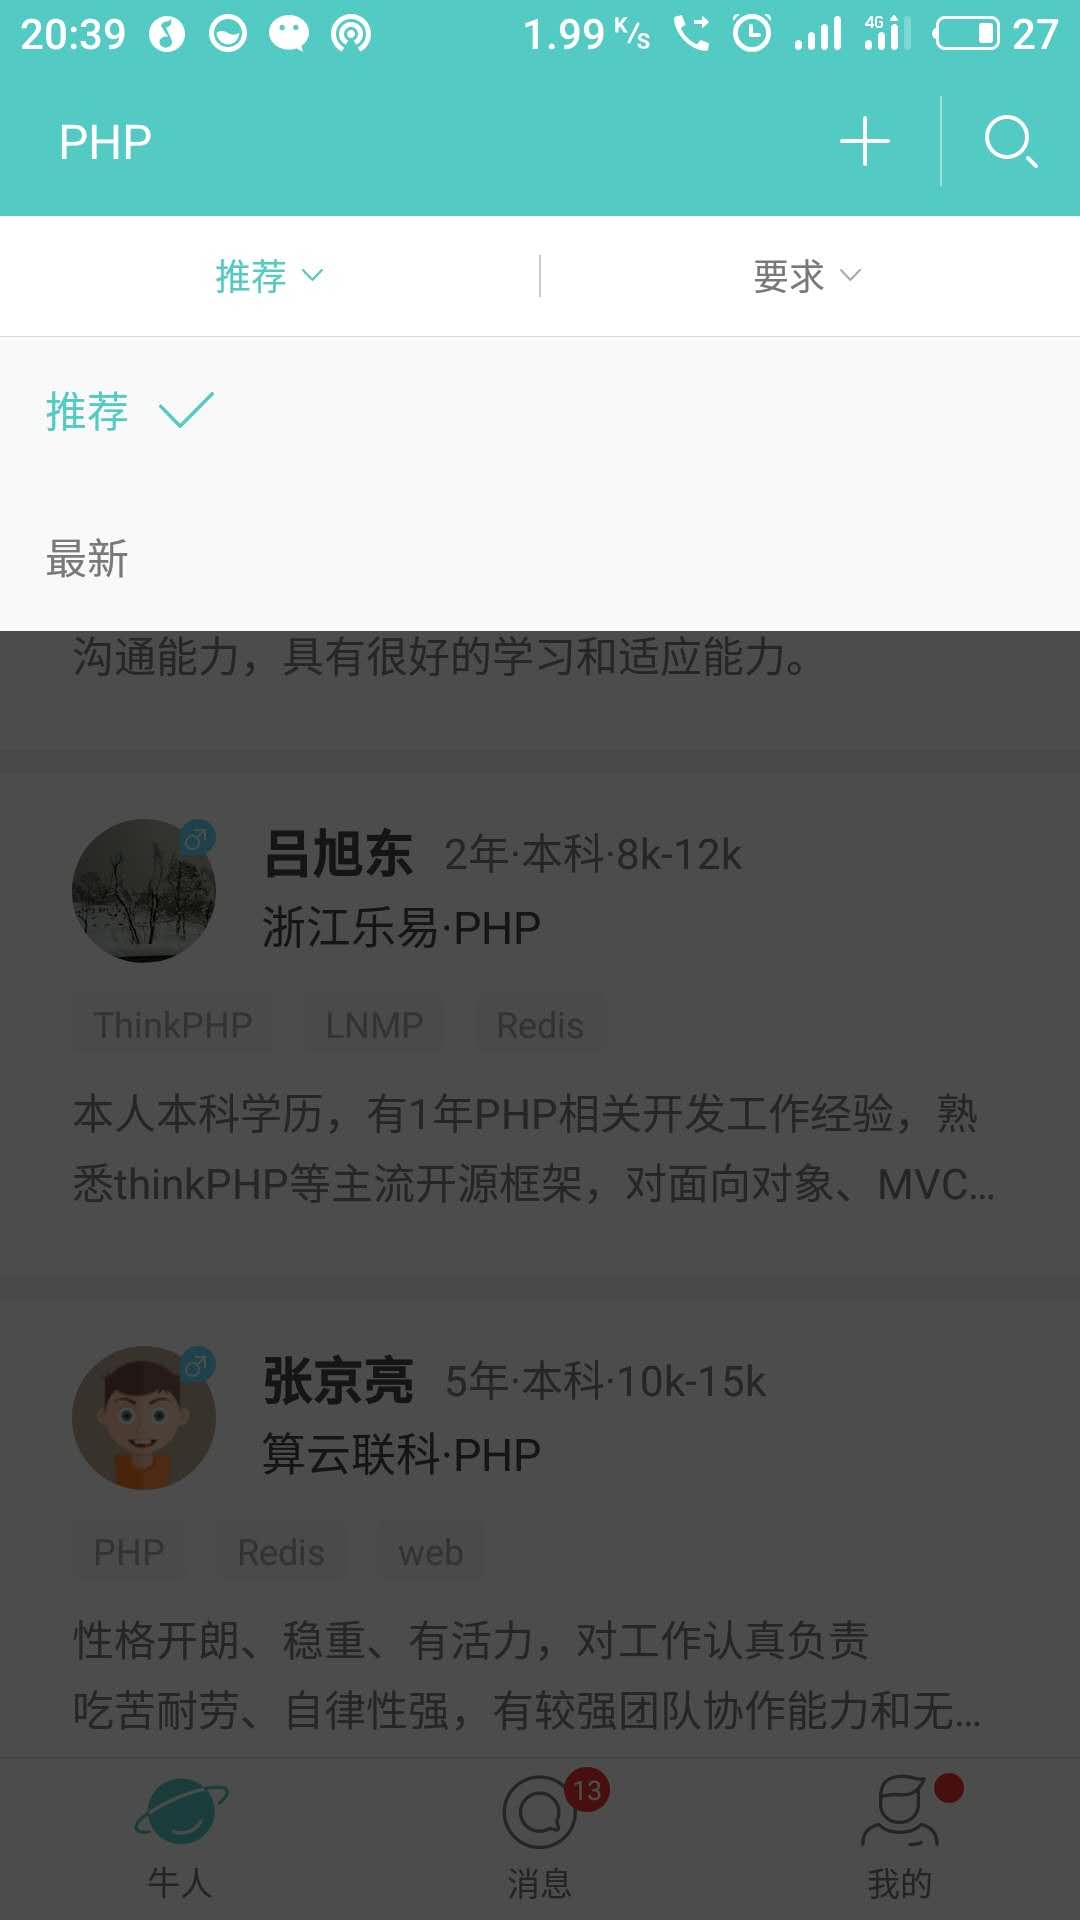 20:39 1.99 K/s 4G 27
PHP
推荐 要求
推荐
最新
沟通能力，具有很好的学习和适应能力。
吕旭东 2年·本科·8k-12k
浙江乐易·PHP
ThinkPHP LNMP Redis
本人本科学历，有1年PHP相关开发工作经验，熟
悉thinkPHP等主流开源框架，对面向对象、MVC...
张京亮 5年·本科·10k-15k
算云联科·PHP
PHP Redis web
性格开朗、稳重、有活力，对工作认真负责
吃苦耐劳、自律性强，有较强团队协作能力和无...
13
牛人 消息 我的